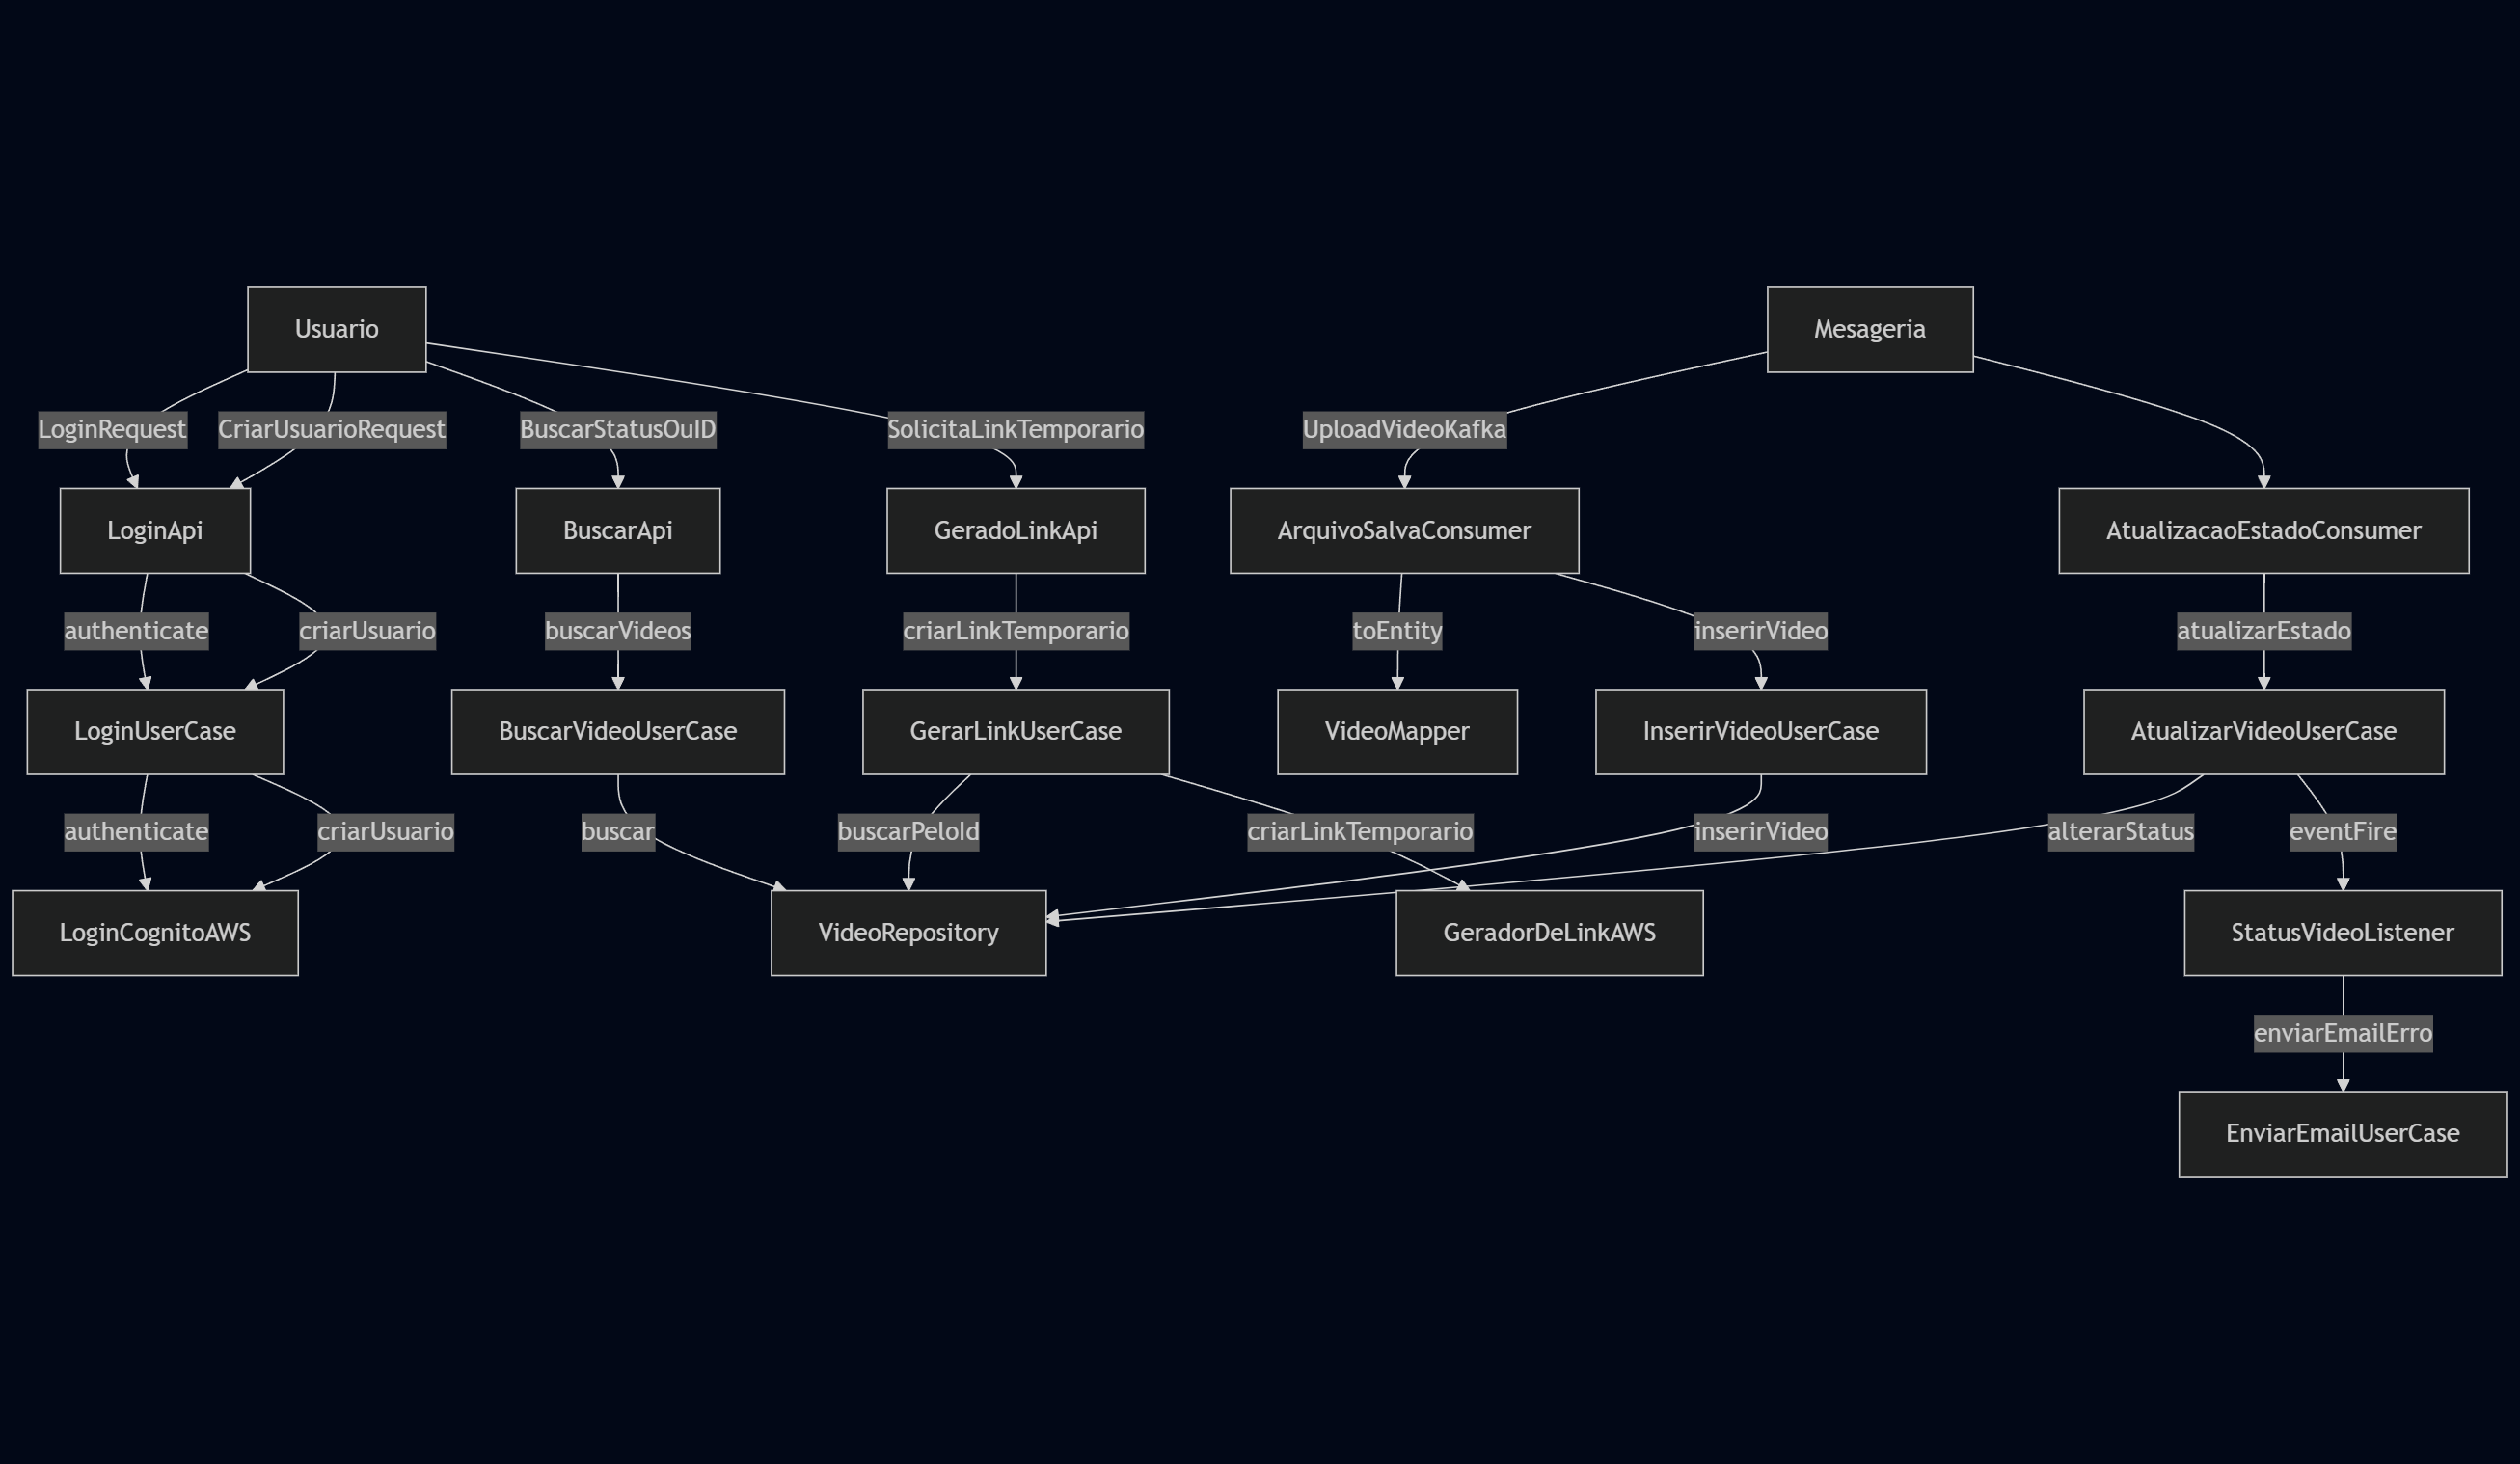 Usuario
Mesageria
LoginRequest
CriarUsuarioRequest
BuscarStatusOuID
SolicitaLinkTemporario
UploadVideoKafka
LoginApi
BuscarApi
GeradoLinkApi
ArquivoSalvaConsumer
AtualizacaoEstadoConsumer
authenticate
criarUsuario
buscarVideos
criarLinkTemporario
toEntity
inserirVideo
atualizarEstado
LoginUserCase
BuscarVideoUserCase
GerarLinkUserCase
VideoMapper
InserirVideoUserCase
AtualizarVideoUserCase
authenticate
criarUsuario
buscar
buscarPeloId
criarLinkTemporario
inserirVideo
alterarStatus
eventFire
LoginCognitoAWS
VideoRepository
GeradorDeLinkAWS
StatusVideoListener
enviarEmailErro
EnviarEmailUserCase